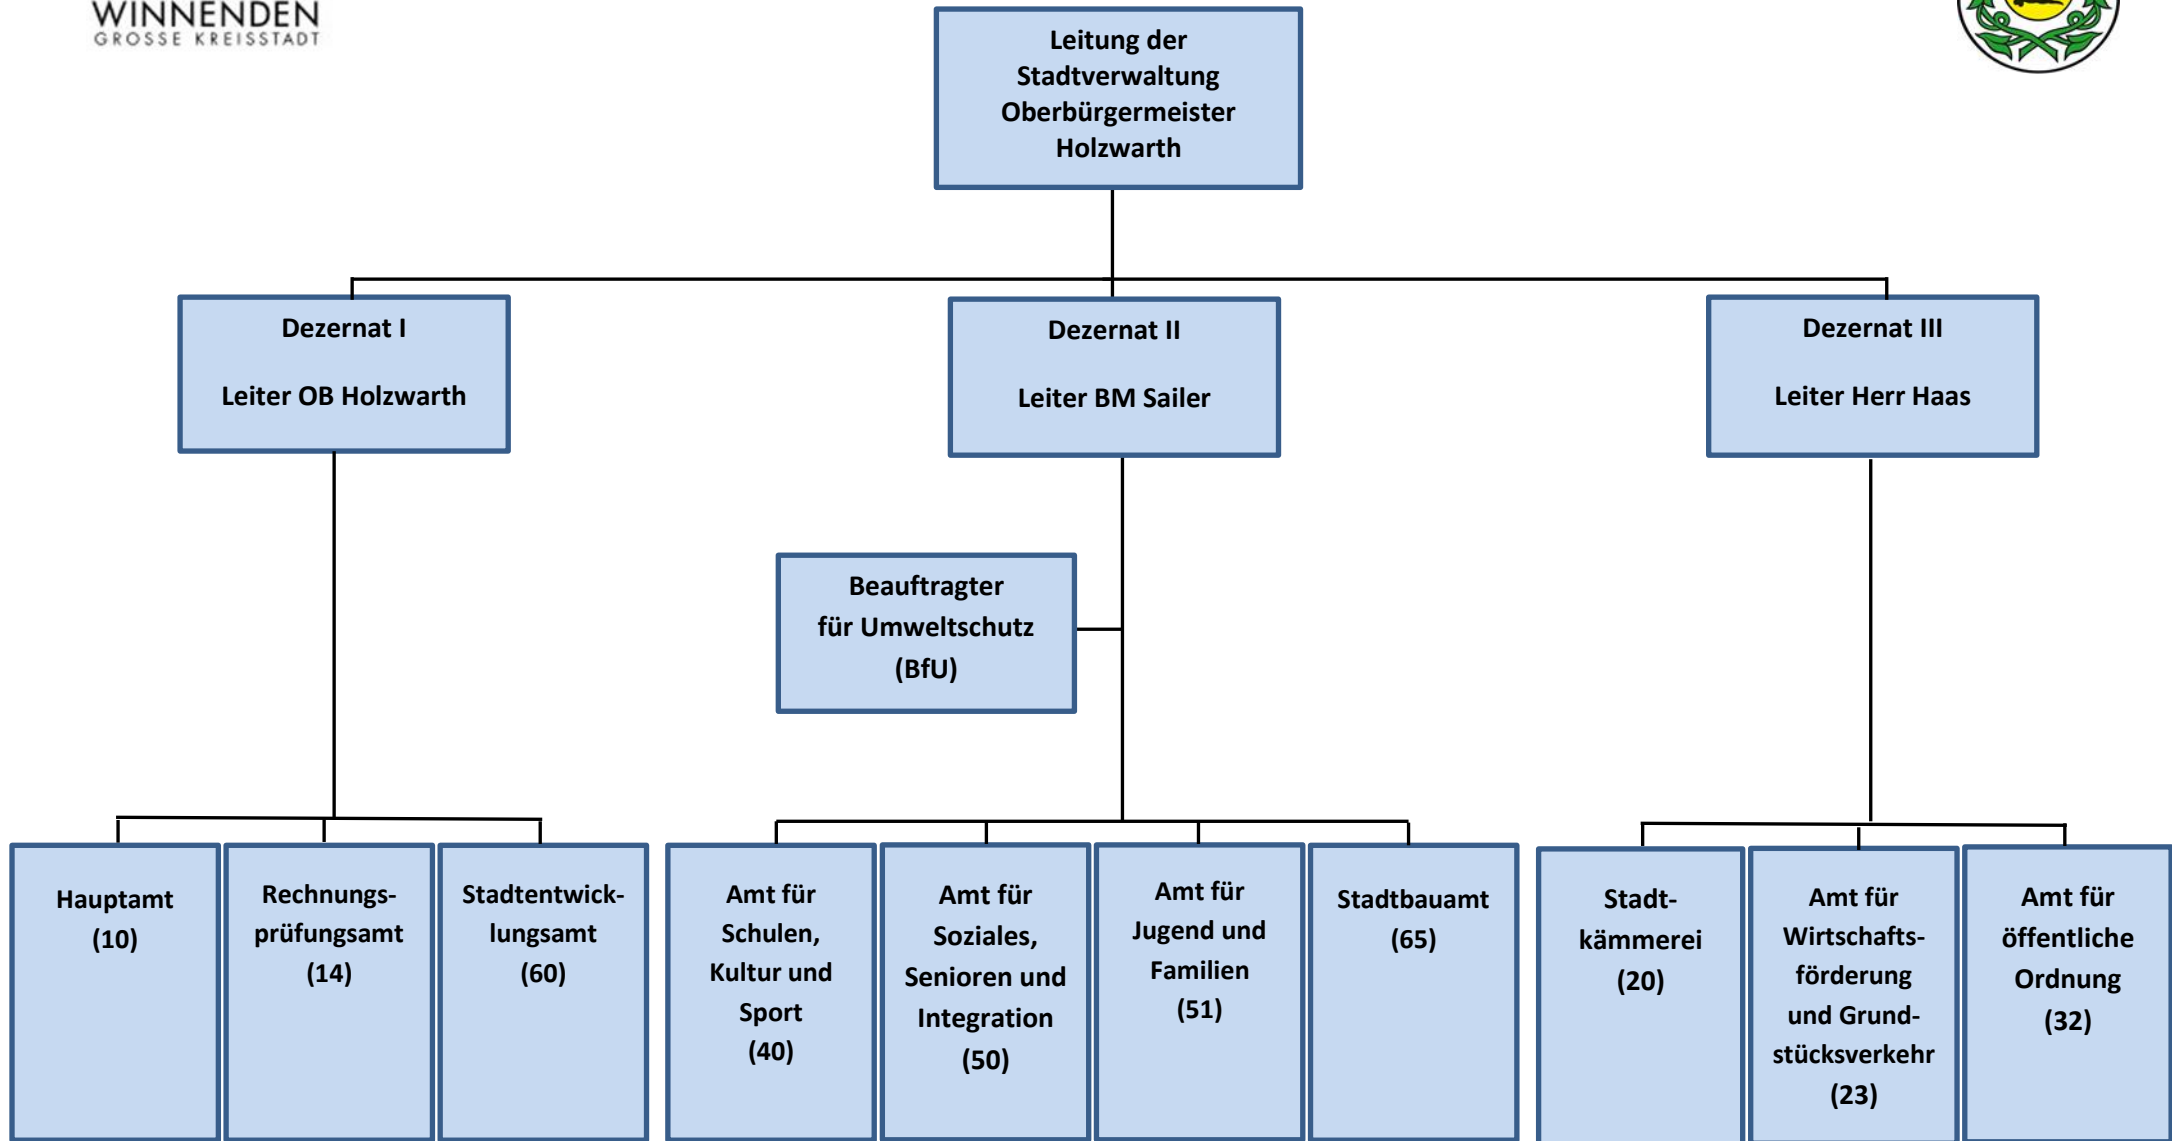 WINNENDEN
GROSSE KREISSTADT
Leitung der
Stadtverwaltung
Oberbürgermeister
Holzwarth
Dezernat I
Leiter OB Holzwarth
Dezernat II
Leiter BM Sailer
Dezernat III
Leiter Herr Haas
Beauftragter
für Umweltschutz
(BfU)
Hauptamt
(10)
Rechnungs-
prüfungsamt
(14)
Stadtentwick-
lungsamt
(60)
Amt für
Schulen,
Kultur und
Sport
(40)
Amt für
Soziales,
Senioren und
Integration
(50)
Amt für
Jugend und
Familien
(51)
Stadtbauamt
(65)
Stadt-
kämmerei
(20)
Amt für
Wirtschafts-
förderung
und Grund-
stücksverkehr
(23)
Amt für
öffentliche
Ordnung
(32)